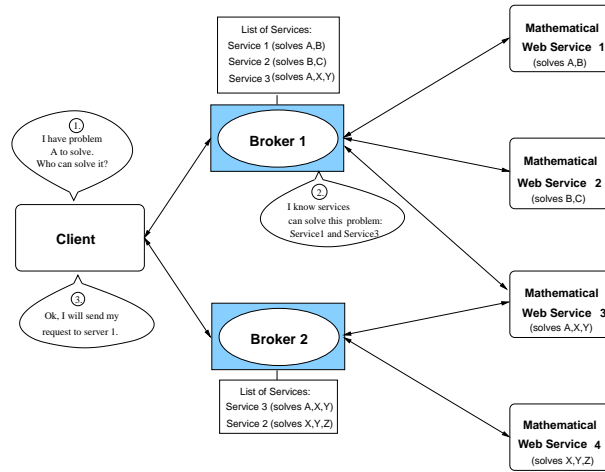 List of Services:
Service 1 (solves A,B)
Service 2 (solves B,C)
Service 3 (solves A,X,Y)
Mathematical
Web Service 1
(solves A,B)
1.
I have problem
A to solve.
Who can solve it?
Broker 1
Mathematical
Web Service 2
(solves B,C)
2.
I know services
can solve this problem:
Service1 and Service3.
Client
3.
Ok, I will send my
request to server 1.
Mathematical
Web Service 3
(solves A,X,Y)
Broker 2
List of Services:
Service 3 (solves A,X,Y)
Service 2 (solves X,Y,Z)
Mathematical
Web Service 4
(solves X,Y,Z)